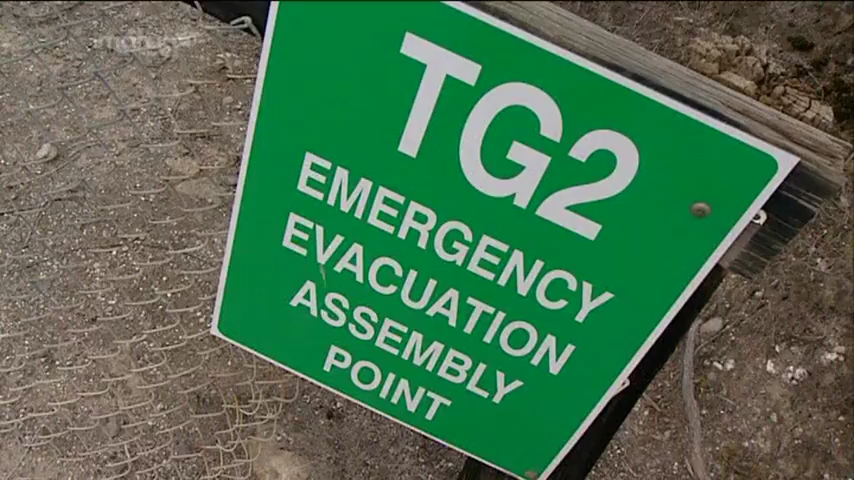 TG2
EMERGENCY
EVACUATION
ASSEMBLY
POINT